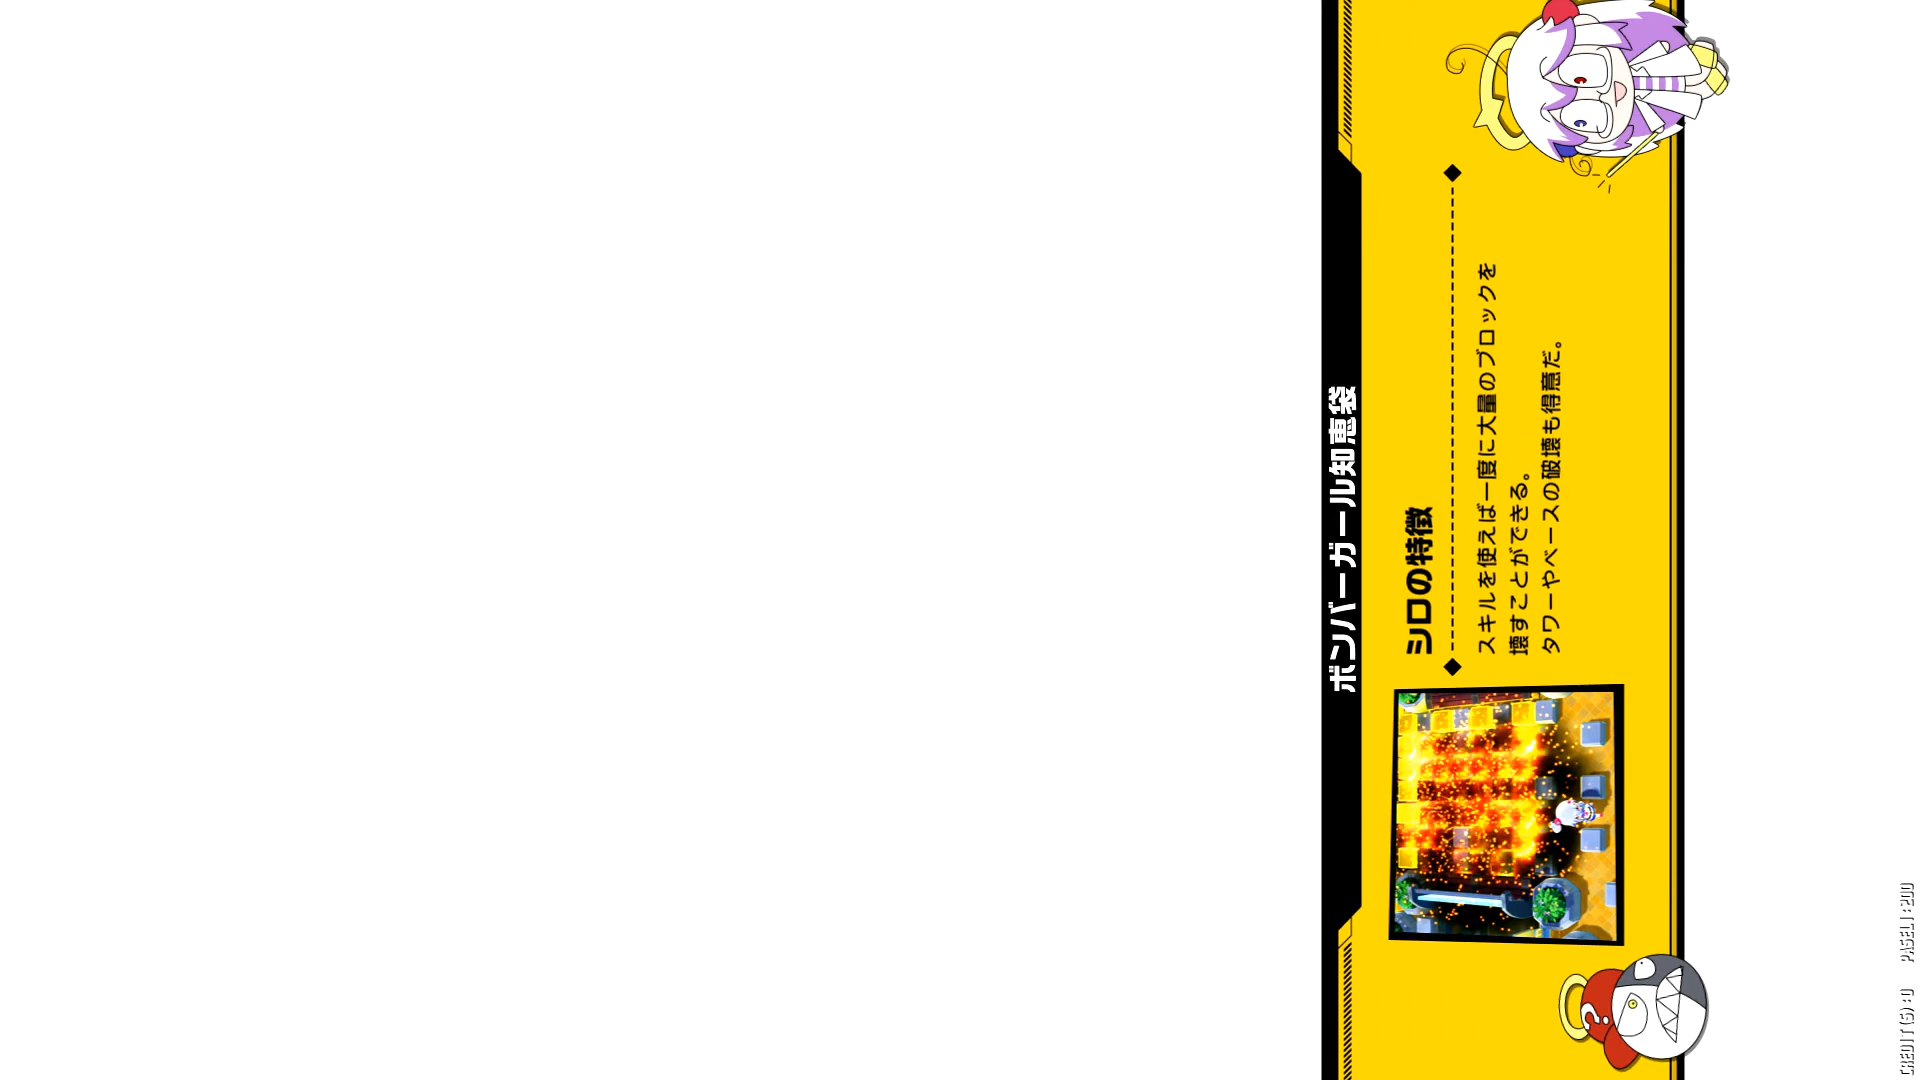 ボンバーガール知恵袋
シロの特徴
スキルを使えば一度に大量のブロックを
壊すことができる。
タワーやベースの破壊も得意だ。
?
CREDIT(S):0 PASELI:200